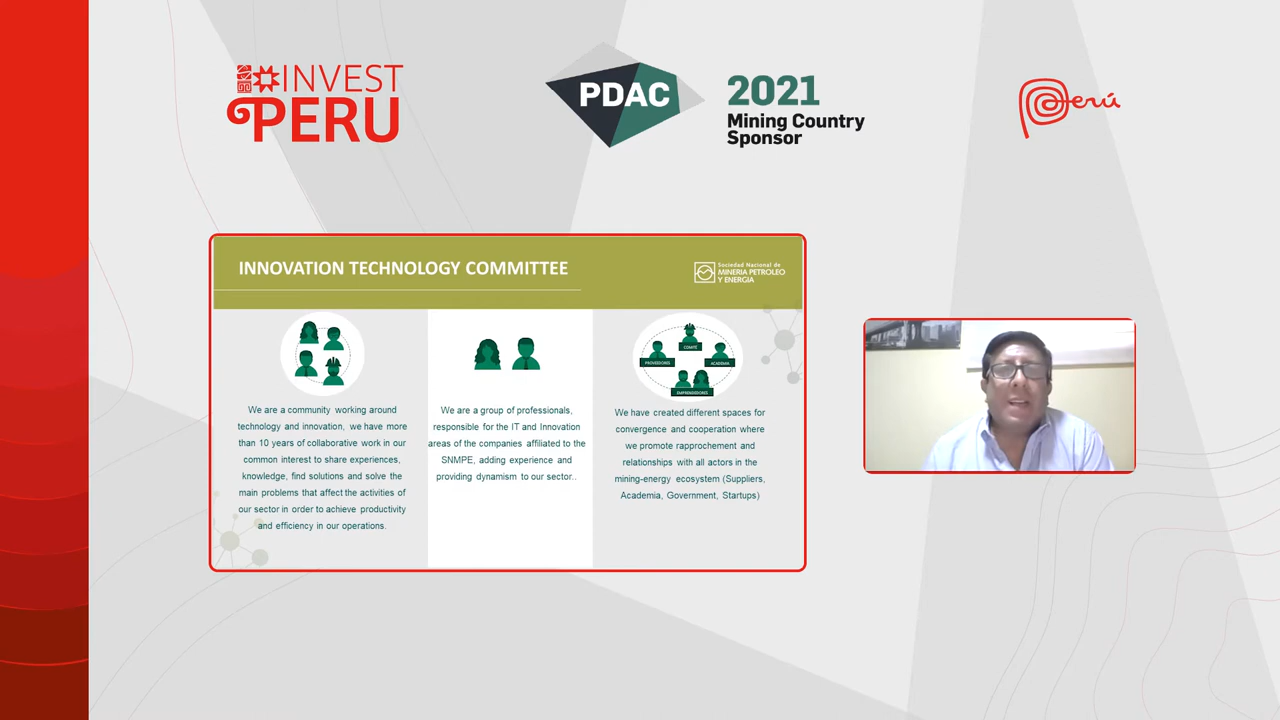 INVEST
PERU
PDAC
2021
Mining Country
Sponsor
Perú
INNOVATION TECHNOLOGY COMMITTEE
Sociedad Nacional de
MINERIA PETROLEO
Y ENERGIA
We are a community working around
technology and innovation, we have more
than 10 years of collaborative work in our
common interest to share experiences,
knowledge, find solutions and solve the
main problems that affect the activities of
our sector in order to achieve productivity
and efficiency in our operations.
We are a group of professionals,
responsible for the IT and Innovation
areas of the companies affiliated to the
SNMPE, adding experience and
providing dynamism to our sector..
COMITÉ
PROVEEDORES
ACADEMIA
EMPRENDEDORES
We have created different spaces for
convergence and cooperation where
we promote rapprochement and
relationships with all actors in the
mining-energy ecosystem (Suppliers,
Academia, Government, Startups)